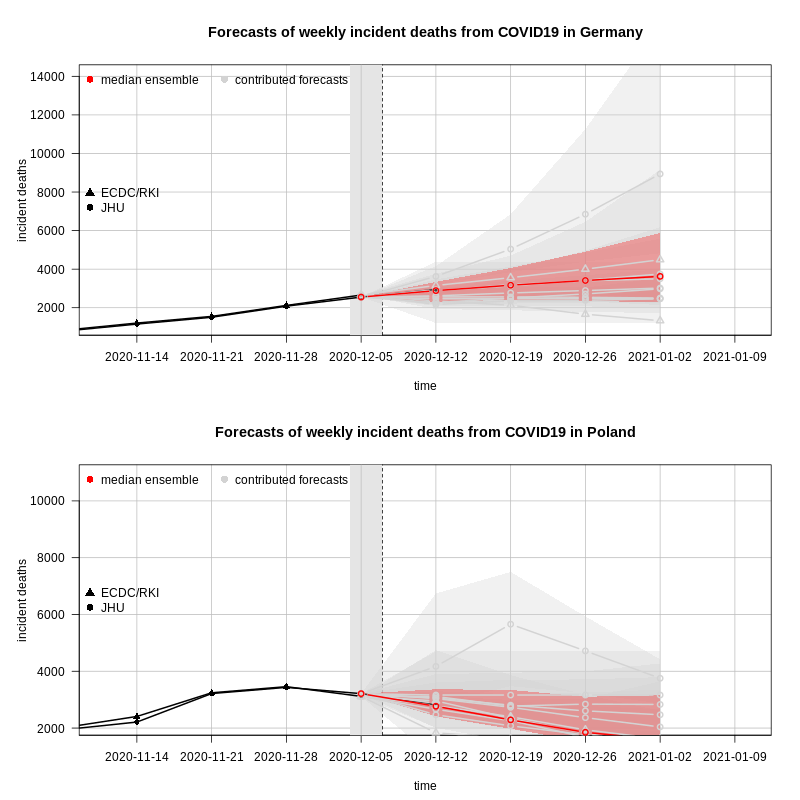 Forecasts of weekly incident deaths from COVID19 in Germany
14000
12000
10000
8000
6000
4000
2000
incident deaths
median ensemble contributed forecasts
ECDC/RKI
JHU
2020-11-14 2020-11-21 2020-11-28 2020-12-05 2020-12-12 2020-12-19 2020-12-26 2021-01-02 2021-01-09
time
Forecasts of weekly incident deaths from COVID19 in Poland
10000
8000
6000
4000
2000
incident deaths
median ensemble contributed forecasts
ECDC/RKI
JHU
2020-11-14 2020-11-21 2020-11-28 2020-12-05 2020-12-12 2020-12-19 2020-12-26 2021-01-02 2021-01-09
time